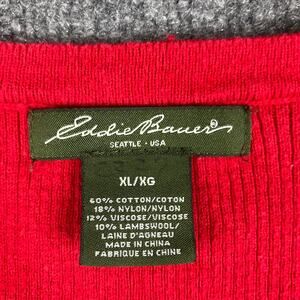 Eddie Bauer®
SEATTLE · USA
XL/XG
60% COTTON/COTON
18% NYLON/NYLON
12% VISCOSE/VISCOSE
10% LAMBSWOOL/
LAINE D'AGNEAU
MADE IN CHINA
FABRIQUE EN CHINE